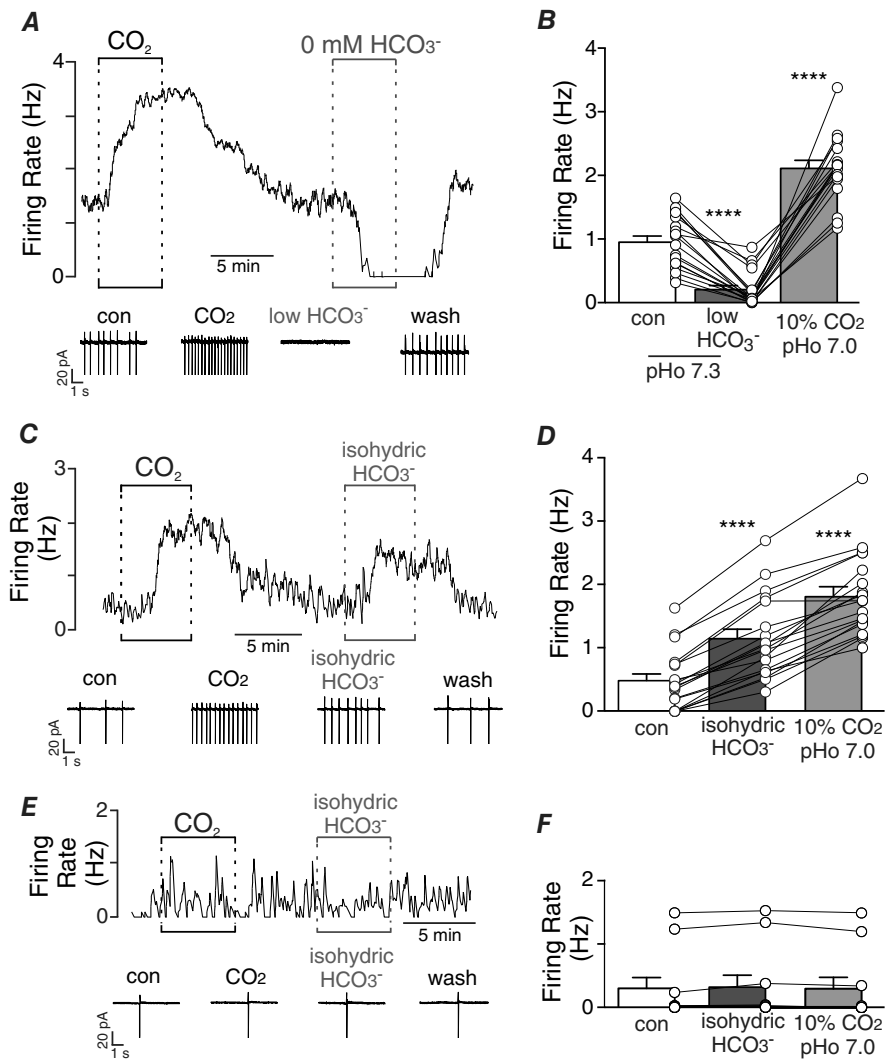 A
CO₂
0 mM HCO₃⁻
Firing Rate (Hz)
4
0
5 min
con
CO₂
low HCO₃⁻
wash
20 pA
1 s
B
Firing Rate (Hz)
4
3
2
1
0
****
****
con
low
HCO₃⁻
10% CO₂
pHo 7.0
pHo 7.3
C
CO₂
isohydric
HCO₃⁻
Firing Rate
(Hz)
3
0
5 min
con
CO₂
isohydric
HCO₃⁻
wash
20 pA
1 s
D
Firing Rate (Hz)
4
3
2
1
0
****
****
con
isohydric
HCO₃⁻
10% CO₂
pHo 7.0
E
CO₂
isohydric
HCO₃⁻
Firing
Rate
(Hz)
2
0
5 min
con
CO₂
isohydric
HCO₃⁻
wash
20 pA
1 s
F
Firing Rate
(Hz)
2
1
0
con
isohydric
HCO₃⁻
10% CO₂
pHo 7.0